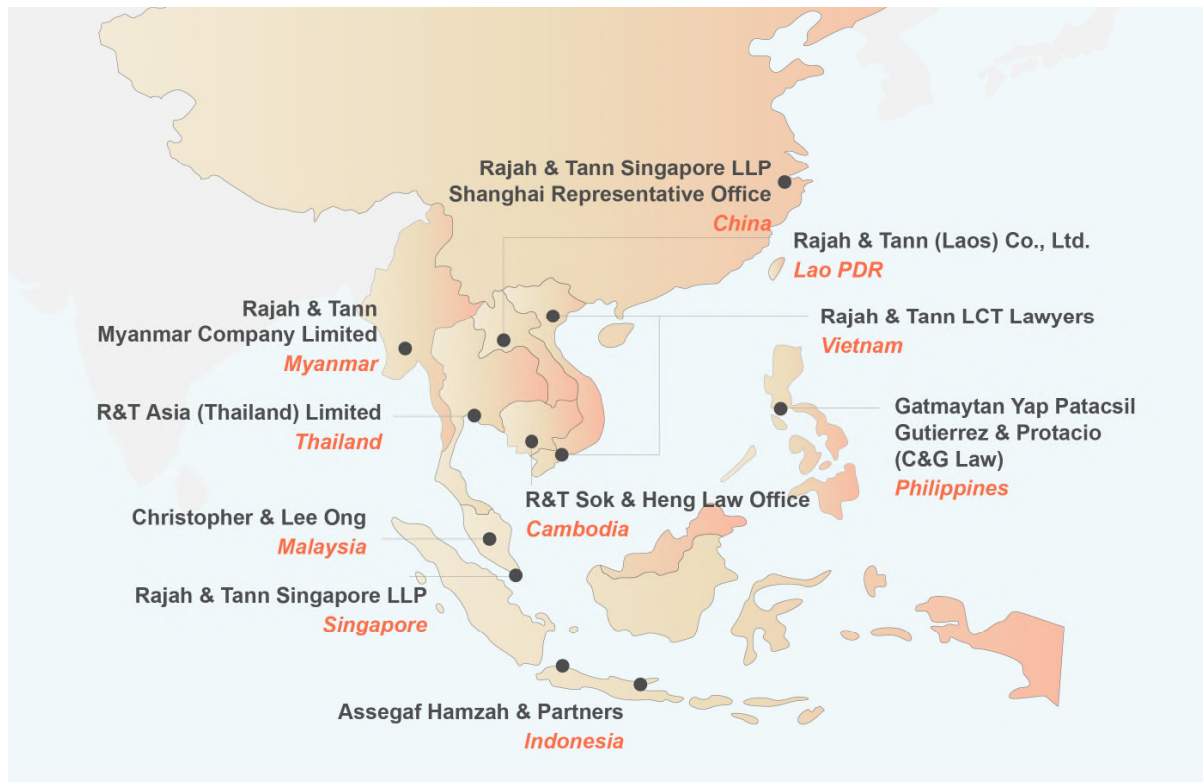 Rajah & Tann Singapore LLP
Shanghai Representative Office
China
Rajah & Tann (Laos) Co., Ltd.
Lao PDR
Rajah & Tann
Myanmar Company Limited
Myanmar
Rajah & Tann LCT Lawyers
Vietnam
R&T Asia (Thailand) Limited
Thailand
Gatmaytan Yap Patacsil
Gutierrez & Protacio
(C&G Law)
Philippines
R&T Sok & Heng Law Office
Cambodia
Christopher & Lee Ong
Malaysia
Rajah & Tann Singapore LLP
Singapore
Assegaf Hamzah & Partners
Indonesia